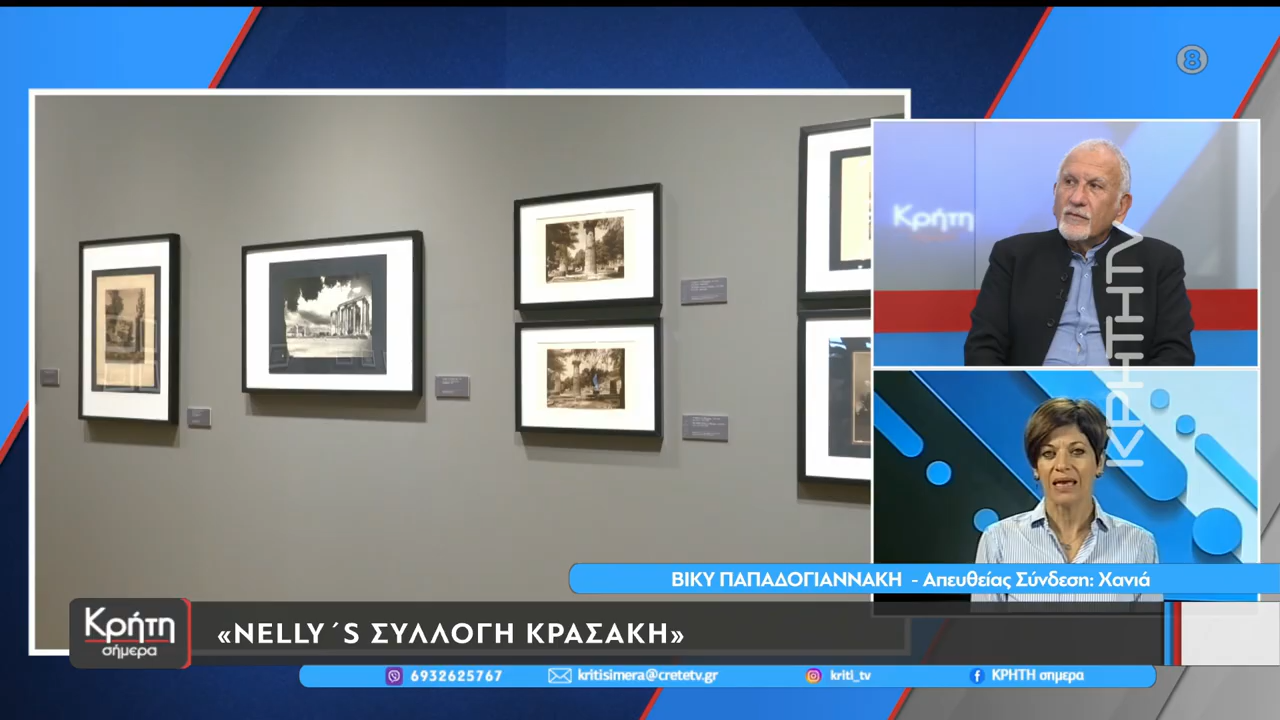 8
Κρήτη
ΚΡΗΤΗTV
ΒΙΚΥ ΠΑΠΑΔΟΓΙΑΝΝΑΚΗ - Απευθείας Σύνδεση: Χανιά
Κρήτη
σήμερα
«NELLY΄S ΣΥΛΛΟΓΗ ΚΡΑΣΑΚΗ»
6932625767 kritisimera@cretetv.gr kriti_tv ΚΡΗΤΗ σημερα